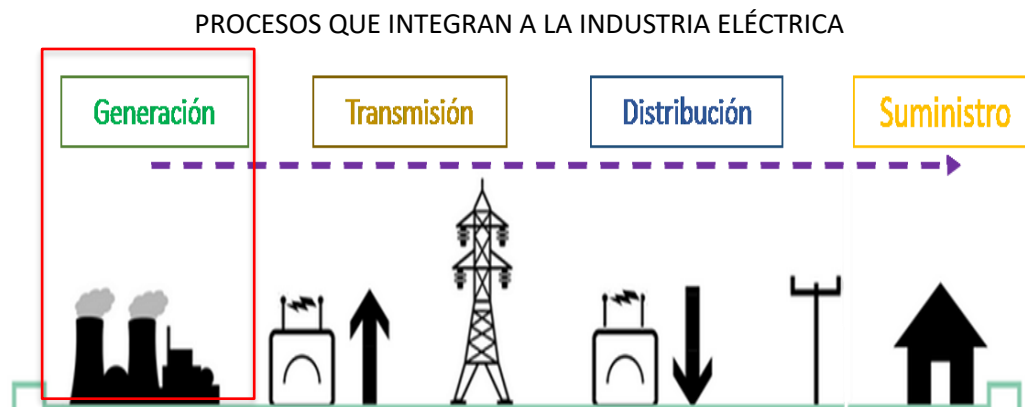 PROCESOS QUE INTEGRAN A LA INDUSTRIA ELÉCTRICA
Generación
Transmisión
Distribución
Suministro